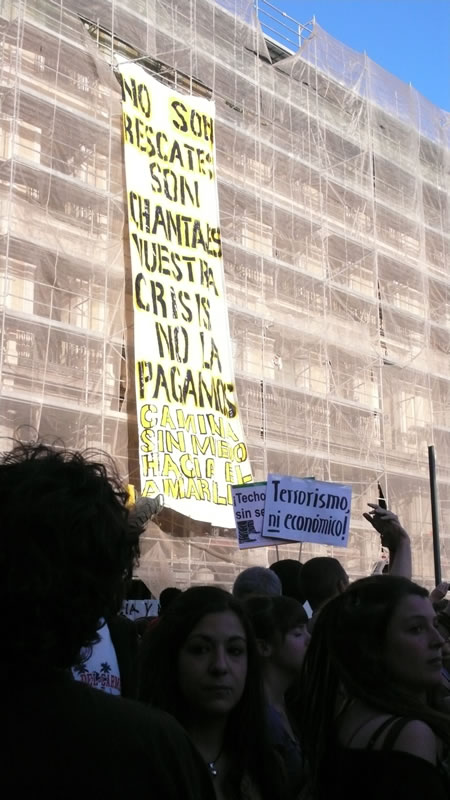 NO SON
RESCATES
SON
CHANTAJES
VUESTRA
CRISIS
NO LA
PAGAMOS
CAMINA
SIN MIEDO
HACIA EL
AMARILLO
Techo
sin
Terrorismo,
ni económico!